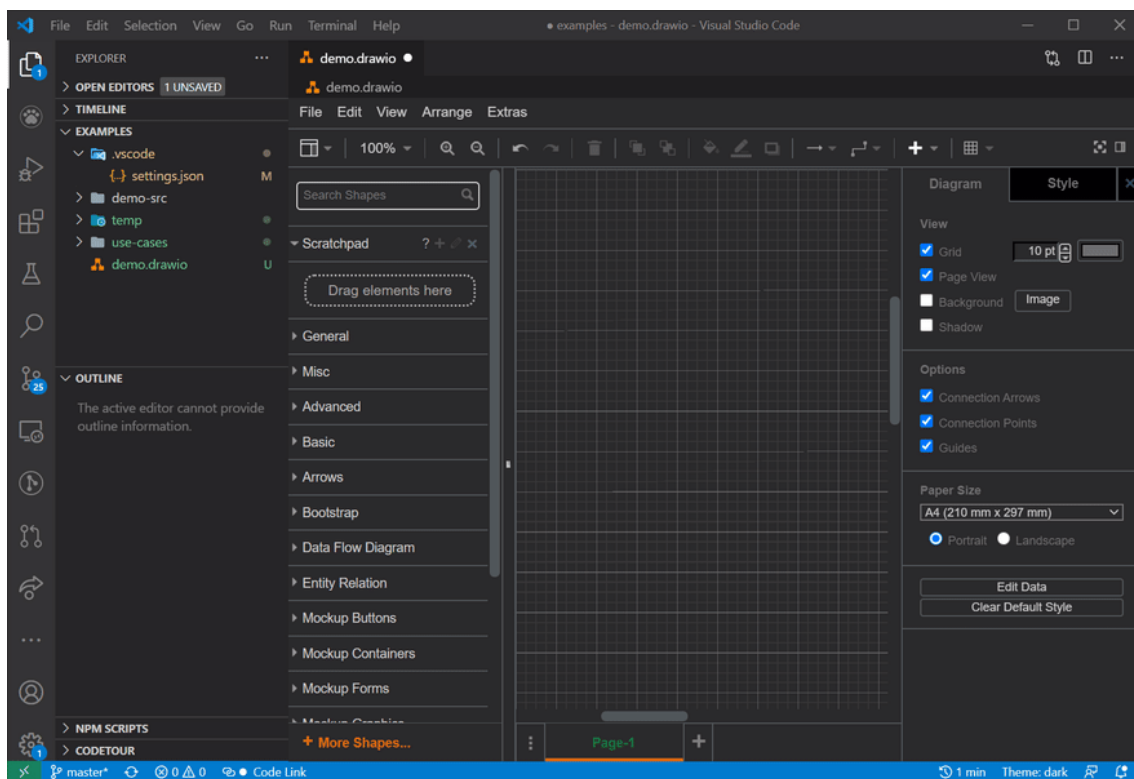 File Edit Selection View Go Run Terminal Help
● examples - demo.drawio - Visual Studio Code
EXPLORER
OPEN EDITORS 1 UNSAVED
TIMELINE
EXAMPLES
.vscode
{..} settings.json M
demo-src
temp
use-cases
demo.drawio U
OUTLINE
The active editor cannot provide
outline information.
NPM SCRIPTS
CODETOUR
1
25
1
demo.drawio ●
demo.drawio
File Edit View Arrange Extras
100%
Search Shapes
Scratchpad ?
Drag elements here
General
Misc
Advanced
Basic
Arrows
Bootstrap
Data Flow Diagram
Entity Relation
Mockup Buttons
Mockup Containers
Mockup Forms
Mockup Graphics
+ More Shapes...
Page-1
Diagram Style
View
Grid 10 pt
Page View
Background Image
Shadow
Options
Connection Arrows
Connection Points
Guides
Paper Size
A4 (210 mm x 297 mm)
Portrait Landscape
Edit Data
Clear Default Style
master* 0 0 Code Link
1 min Theme: dark